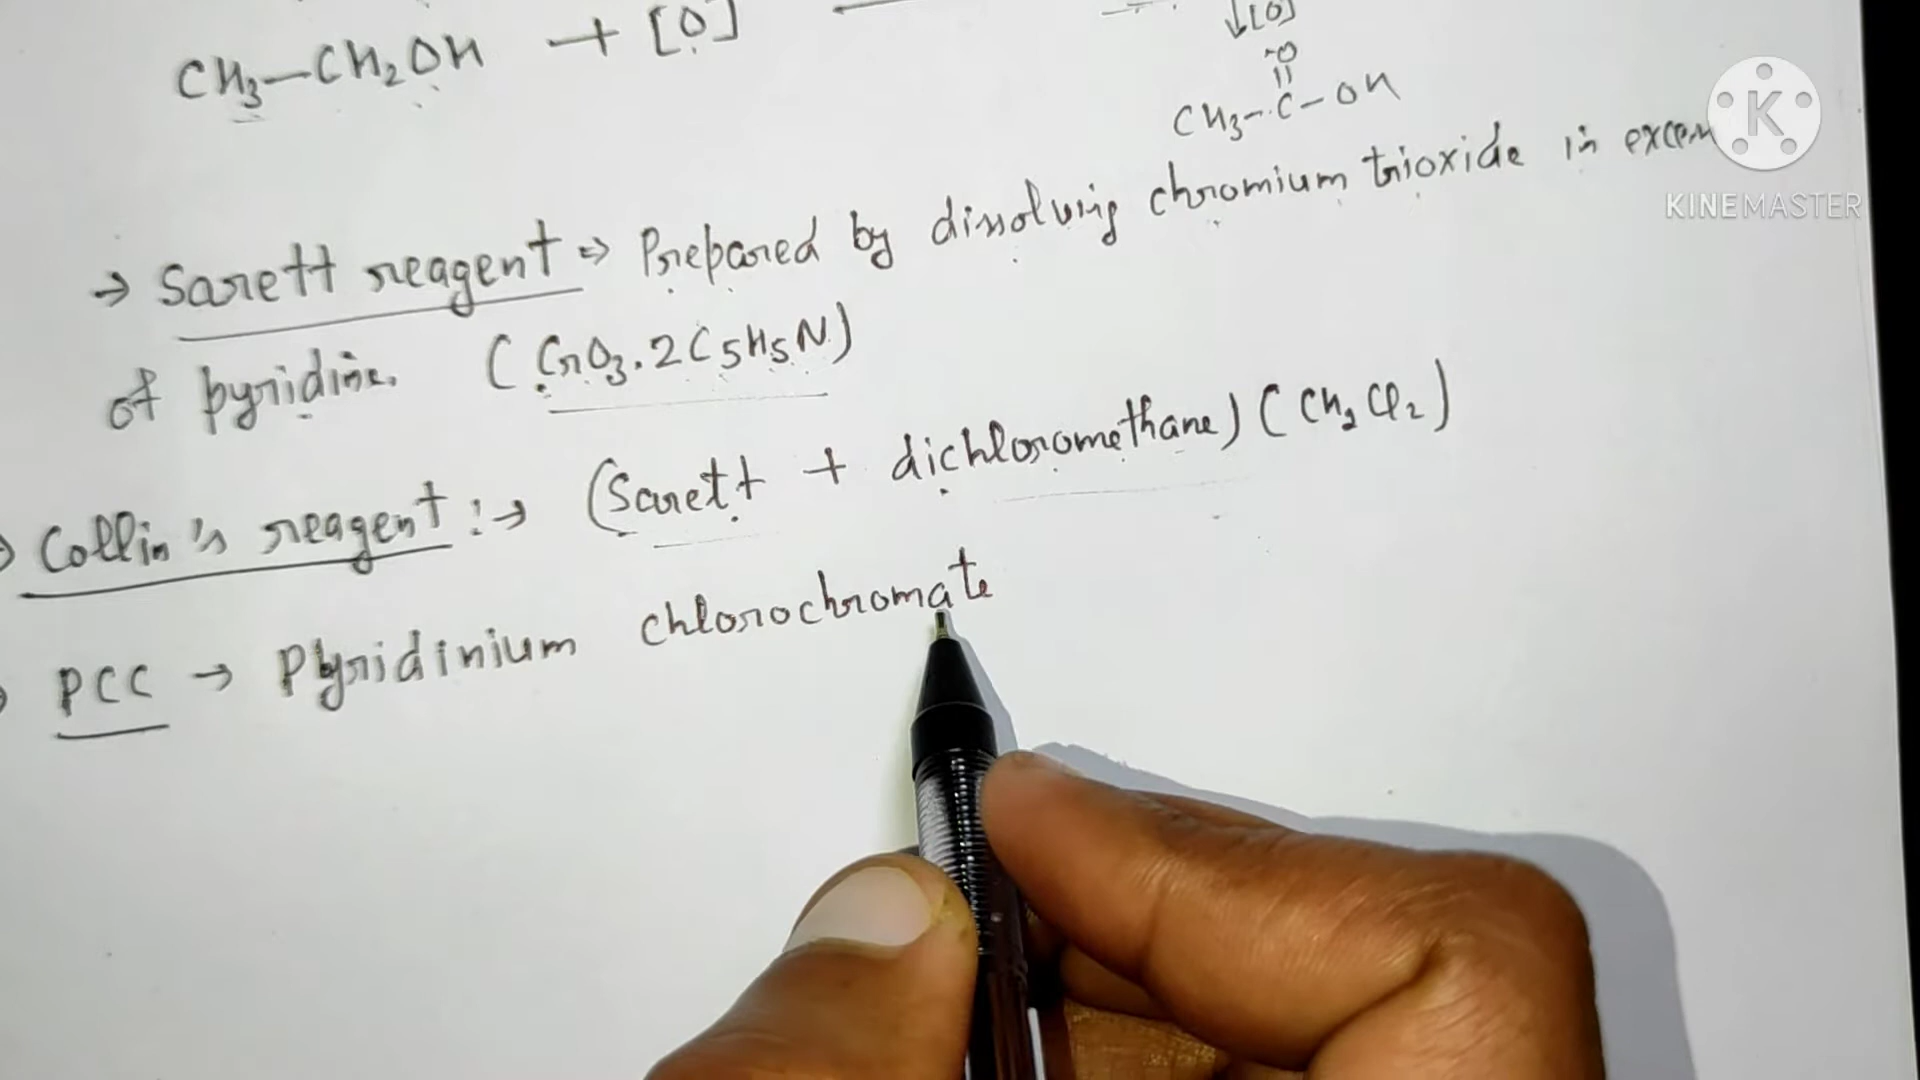 CH3-CH2OH + [O]
↓[O]
O
||
CH3-C-OH
→ Sarett reagent ⇒ Prepared by dissolving chromium trioxide in
of pyridine. (CrO3.2C5H5N)
Collin's reagent :→ (Sarett + dichloromethane) (CH2Cl2)
PCC → Pyridinium chlorochromate
K
KINEMASTER